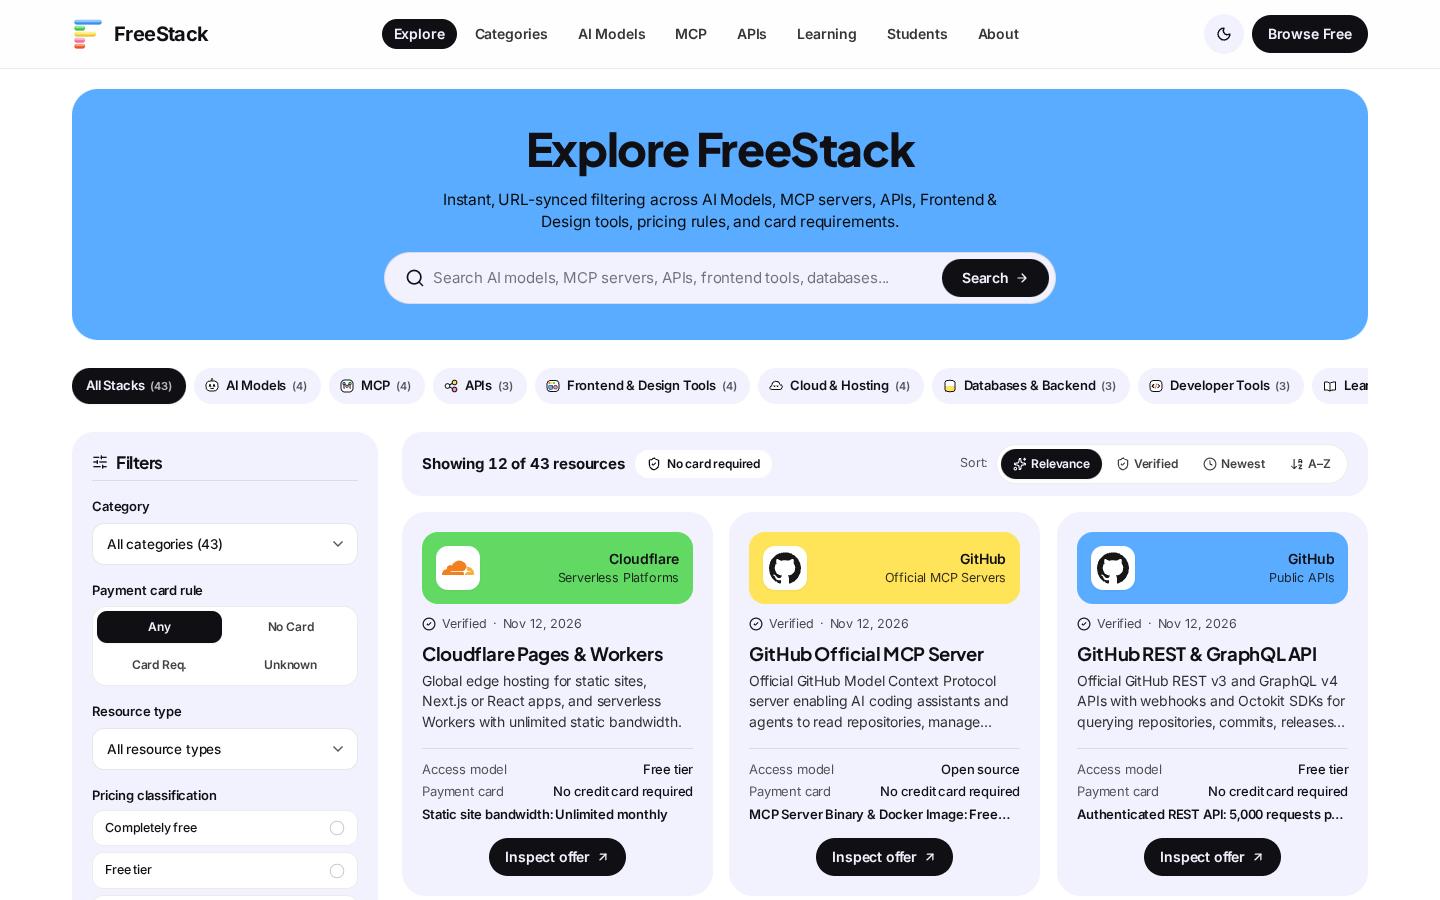 FreeStack
Explore
Categories
AI Models
MCP
APIs
Learning
Students
About
Browse Free
Explore FreeStack
Instant, URL-synced filtering across AI Models, MCP servers, APIs, Frontend &
Design tools, pricing rules, and card requirements.
Search AI models, MCP servers, APIs, frontend tools, databases...
Search
All Stacks (43)
AI Models (4)
MCP (4)
APIs (3)
Frontend & Design Tools (4)
Cloud & Hosting (4)
Databases & Backend (3)
Developer Tools (3)
Filters
Category
All categories (43)
Payment card rule
Any
No Card
Card Req.
Unknown
Resource type
All resource types
Pricing classification
Completely free
Free tier
Showing 12 of 43 resources
No card required
Sort:
Relevance
Verified
Newest
A–Z
Cloudflare
Serverless Platforms
Verified · Nov 12, 2026
Cloudflare Pages & Workers
Global edge hosting for static sites,
Next.js or React apps, and serverless
Workers with unlimited static bandwidth.
Access model Free tier
Payment card No credit card required
Static site bandwidth: Unlimited monthly
Inspect offer
GitHub
Official MCP Servers
Verified · Nov 12, 2026
GitHub Official MCP Server
Official GitHub Model Context Protocol
server enabling AI coding assistants and
agents to read repositories, manage...
Access model Open source
Payment card No credit card required
MCP Server Binary & Docker Image: Free...
Inspect offer
GitHub
Public APIs
Verified · Nov 12, 2026
GitHub REST & GraphQL API
Official GitHub REST v3 and GraphQL v4
APIs with webhooks and Octokit SDKs for
querying repositories, commits, releases...
Access model Free tier
Payment card No credit card required
Authenticated REST API: 5,000 requests p...
Inspect offer